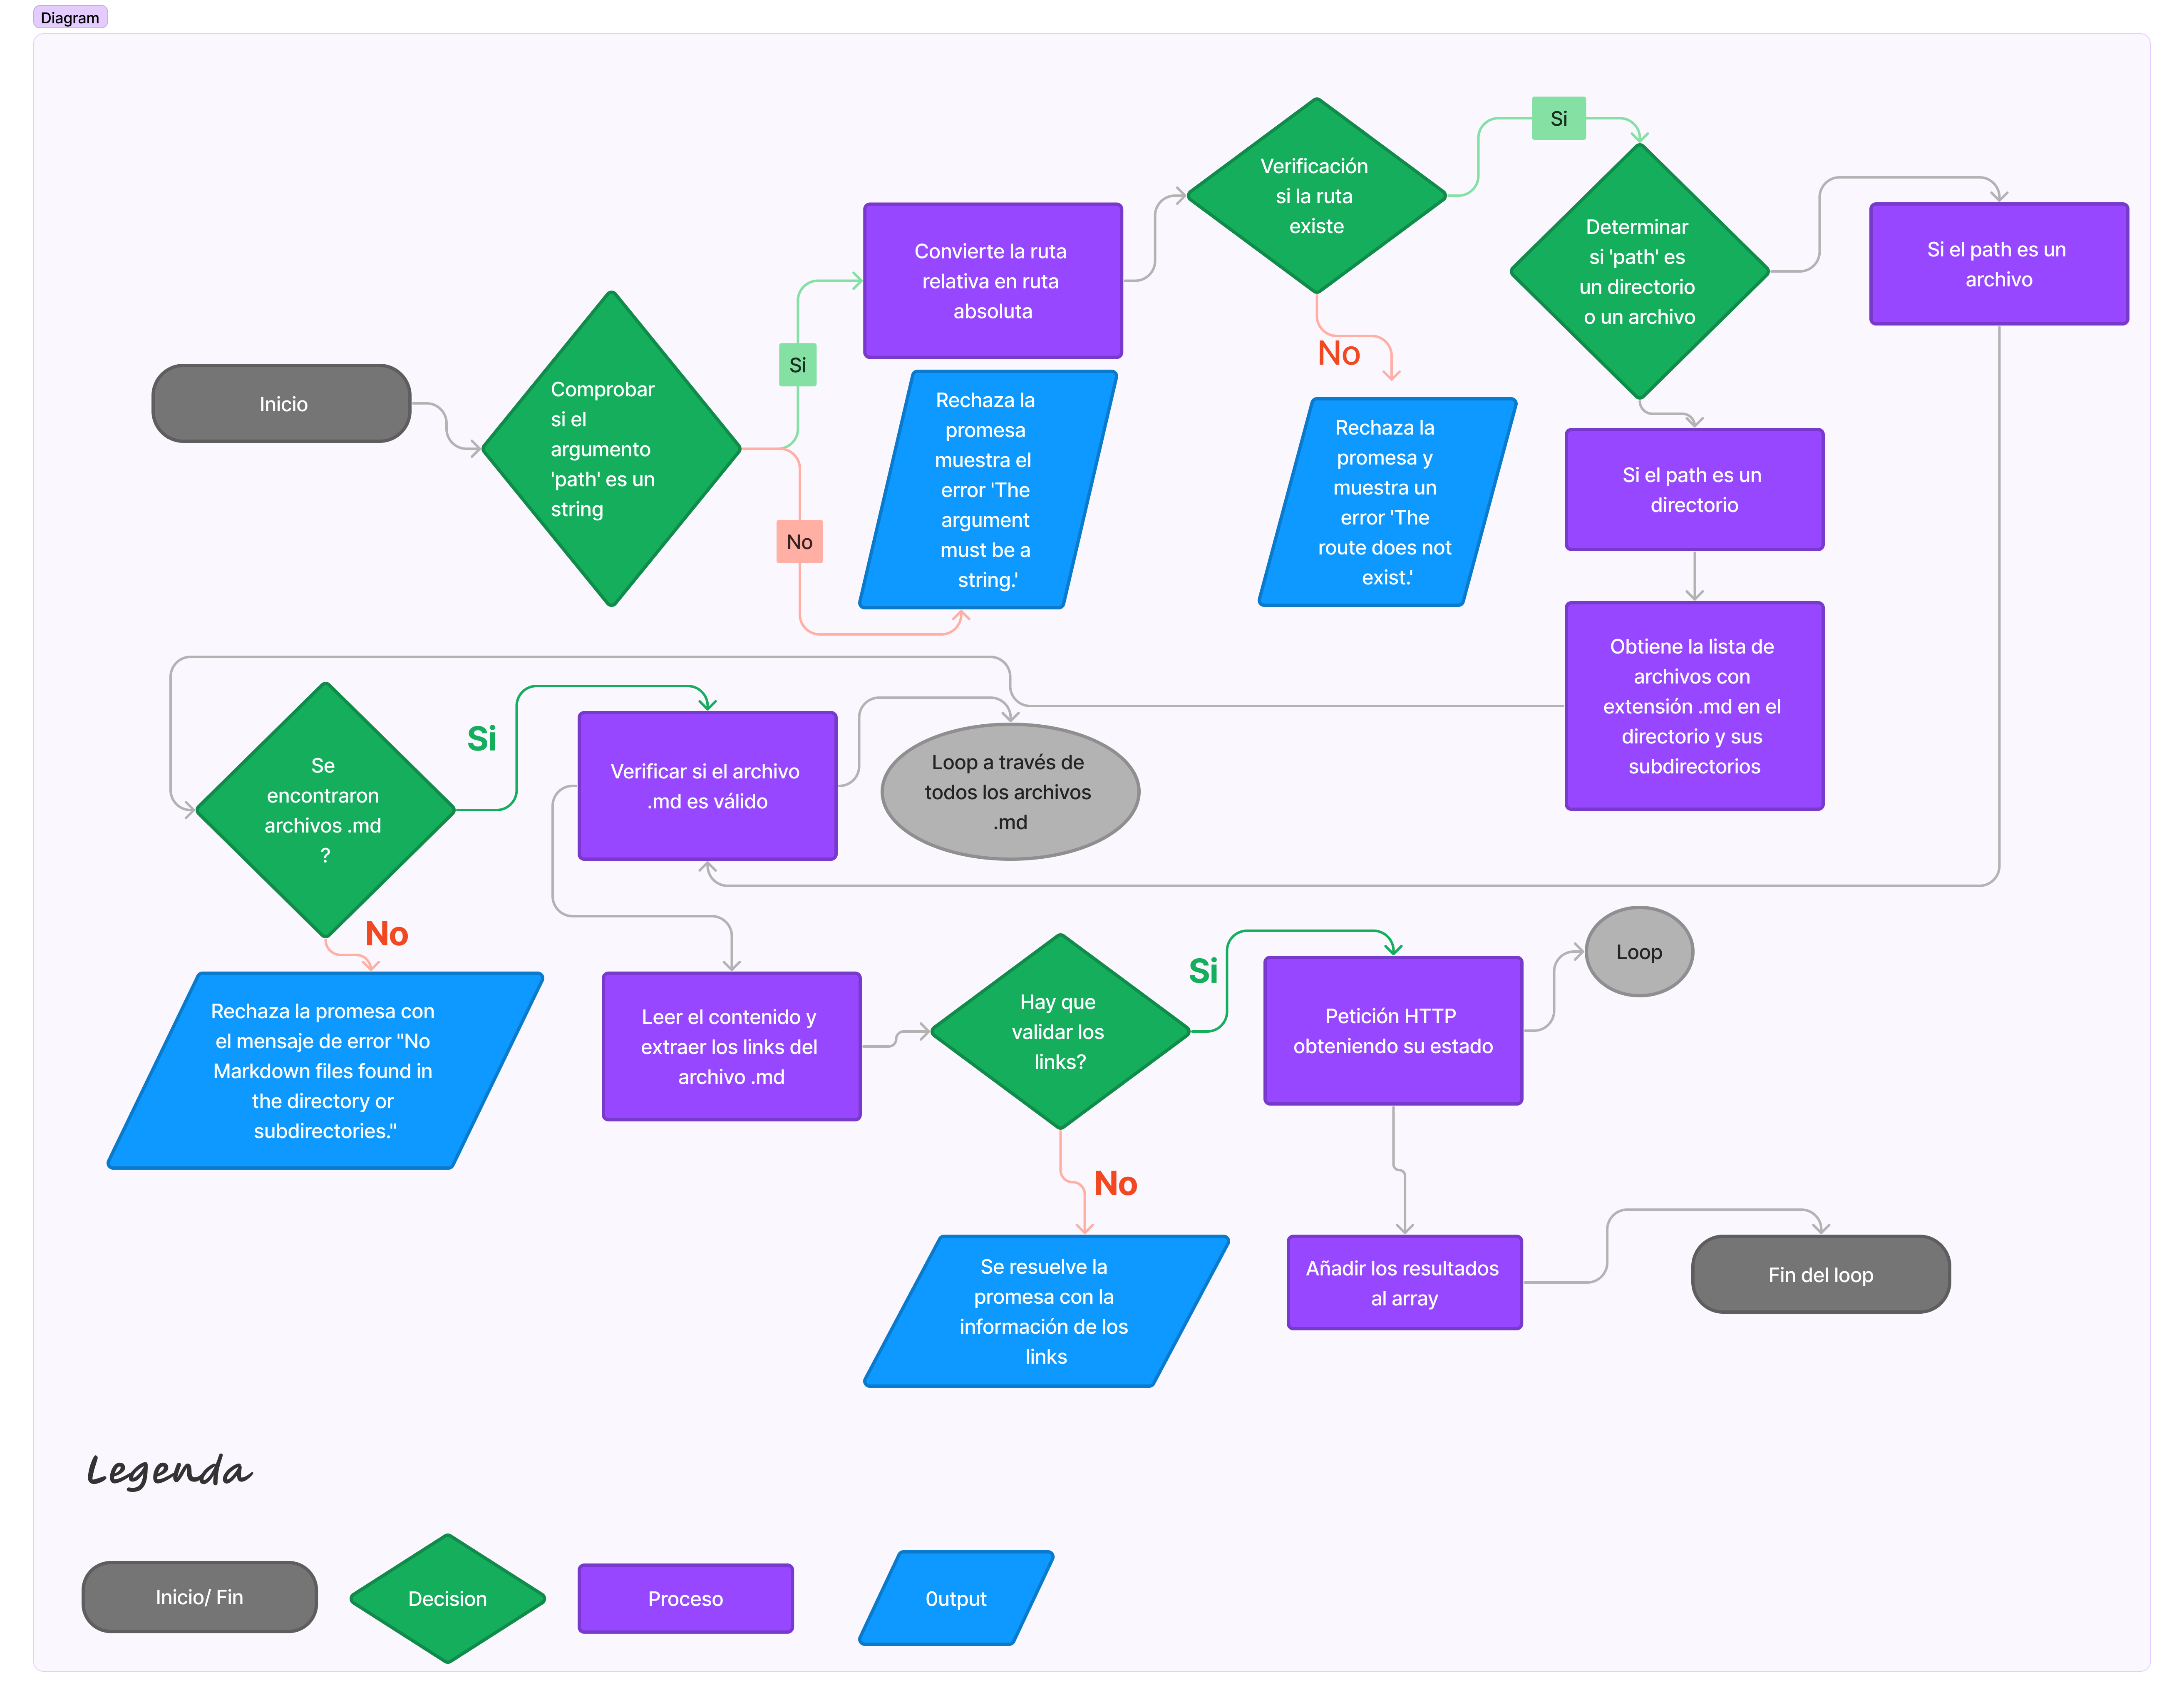 Diagram
Inicio
Comprobar
si el
argumento
'path' es un
string
Si
No
Convierte la ruta
relativa en ruta
absoluta
Rechaza la
promesa
muestra el
error 'The
argument
must be a
string.'
Verificación
si la ruta
existe
Si
No
Rechaza la
promesa y
muestra un
error 'The
route does not
exist.'
Determinar
si 'path' es
un directorio
o un archivo
Si el path es un
archivo
Si el path es un
directorio
Obtiene la lista de
archivos con
extensión .md en el
directorio y sus
subdirectorios
Se
encontraron
archivos .md
?
Si
No
Rechaza la promesa con
el mensaje de error "No
Markdown files found in
the directory or
subdirectories."
Verificar si el archivo
.md es válido
Loop a través de
todos los archivos
.md
Leer el contenido y
extraer los links del
archivo .md
Hay que
validar los
links?
Si
No
Petición HTTP
obteniendo su estado
Loop
Se resuelve la
promesa con la
información de los
links
Añadir los resultados
al array
Fin del loop
Legenda
Inicio/ Fin
Decision
Proceso
0utput